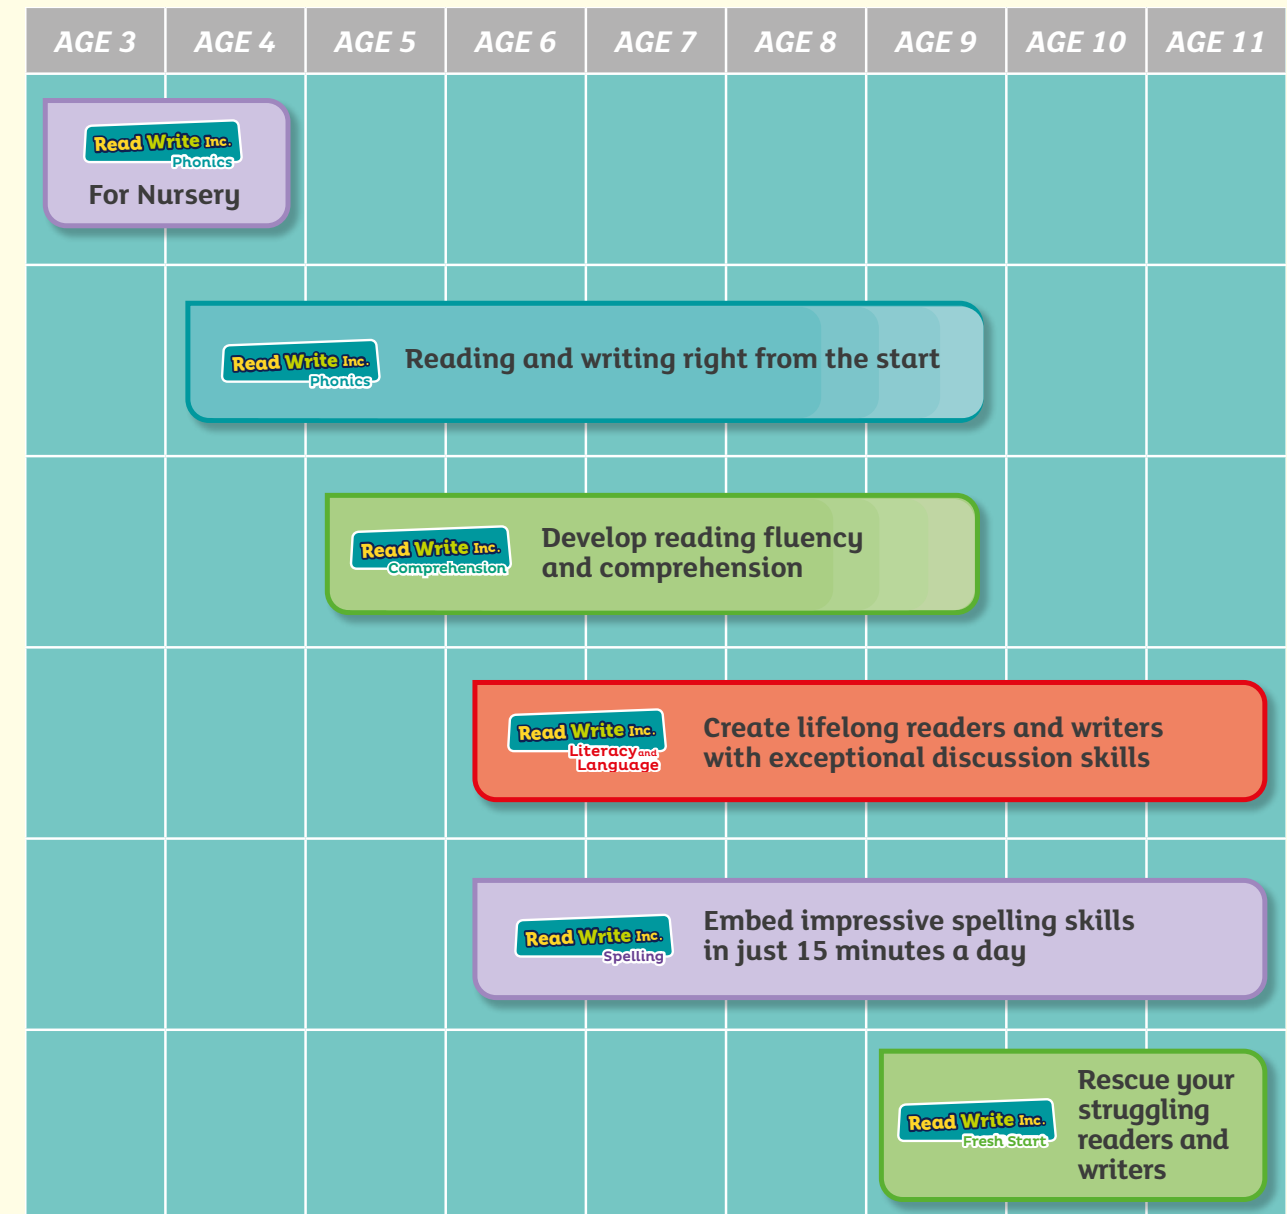 AGE 3 AGE 4 AGE 5 AGE 6 AGE 7 AGE 8 AGE 9 AGE 10 AGE 11
Read Write Inc.
Phonics
For Nursery
Read Write Inc.
Phonics
Reading and writing right from the start
Read Write Inc.
Comprehension
Develop reading fluency
and comprehension
Read Write Inc.
Literacy and
Language
Create lifelong readers and writers
with exceptional discussion skills
Read Write Inc.
Spelling
Embed impressive spelling skills
in just 15 minutes a day
Read Write Inc.
Fresh Start
Rescue your
struggling
readers and
writers